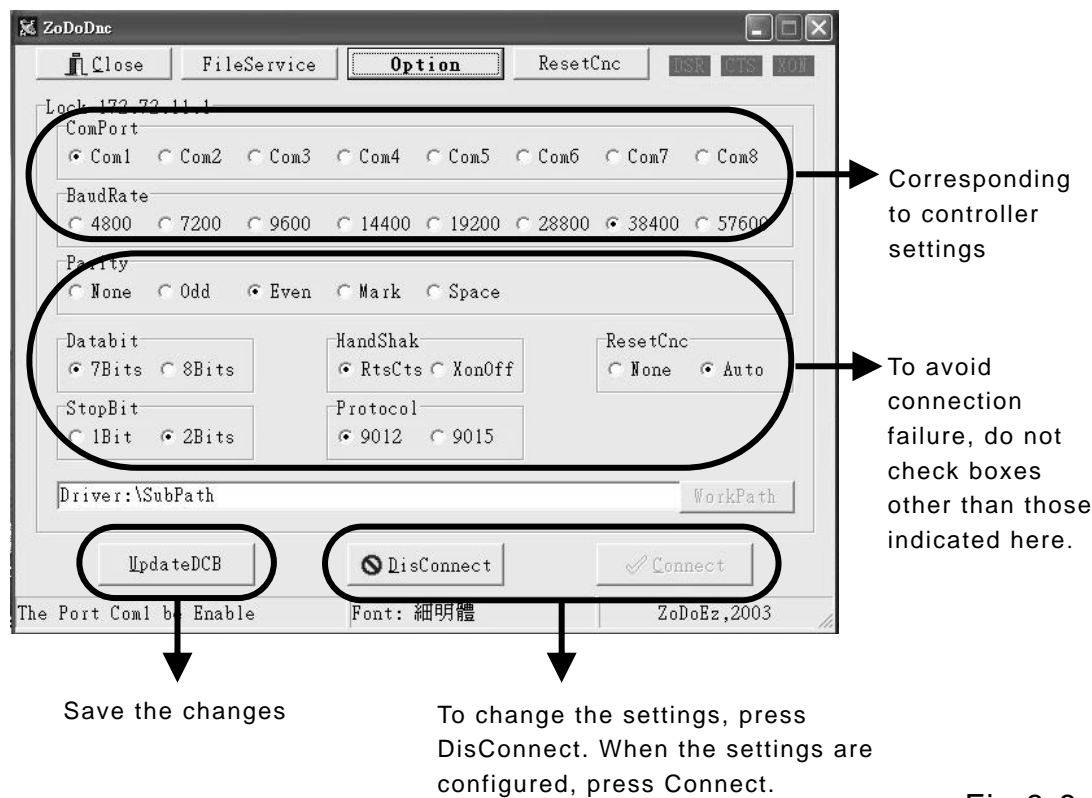 ZoDoDnc
Close FileService Option ResetCnc DSR CTS XON
Lock 172.72.11.1
ComPort
Com1 Com2 Com3 Com4 Com5 Com6 Com7 Com8
BaudRate
4800 7200 9600 14400 19200 28800 38400 57600
Corresponding
to controller
settings
Parity
None Odd Even Mark Space
Databit HandShak ResetCnc
7Bits 8Bits RtsCts XonOff None Auto
StopBit Protocol
1Bit 2Bits 9012 9015
To avoid
connection
failure, do not
check boxes
other than those
indicated here.
Driver:\SubPath WorkPath
UpdateDCB DisConnect Connect
The Port Com1 be Enable Font: 細明體 ZoDoEz,2003
Save the changes
To change the settings, press
DisConnect. When the settings are
configured, press Connect.